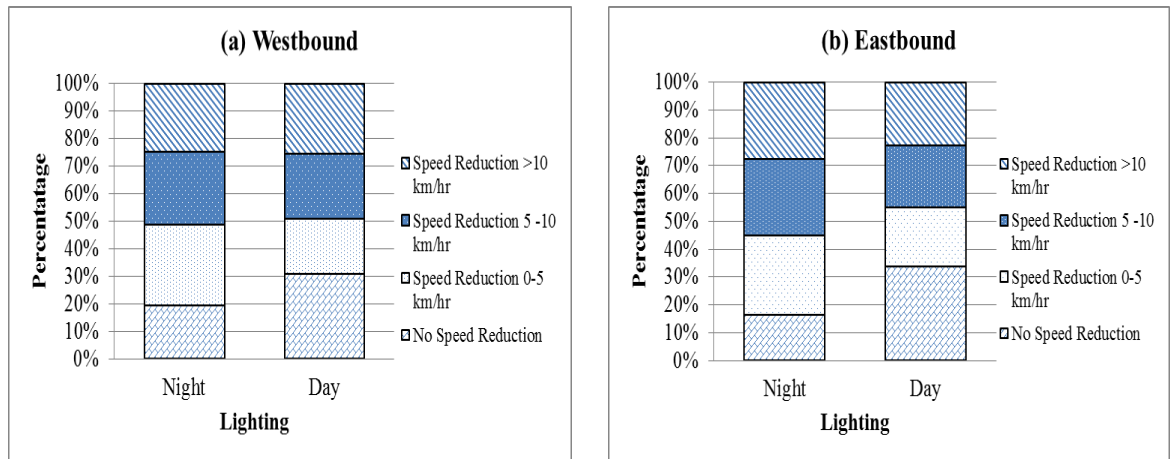 (a) Westbound
100%
90%
80%
70%
60%
50%
40%
30%
20%
10%
0%
Percentatage
Night
Day
Lighting
Speed Reduction >10
km/hr
Speed Reduction 5 -10
km/hr
Speed Reduction 0-5
km/hr
No Speed Reduction
(b) Eastbound
100%
90%
80%
70%
60%
50%
40%
30%
20%
10%
0%
Percentatage
Night
Day
Lighting
Speed Reduction >10
km/hr
Speed Reduction 5 -10
km/hr
Speed Reduction 0-5
km/hr
No Speed Reduction